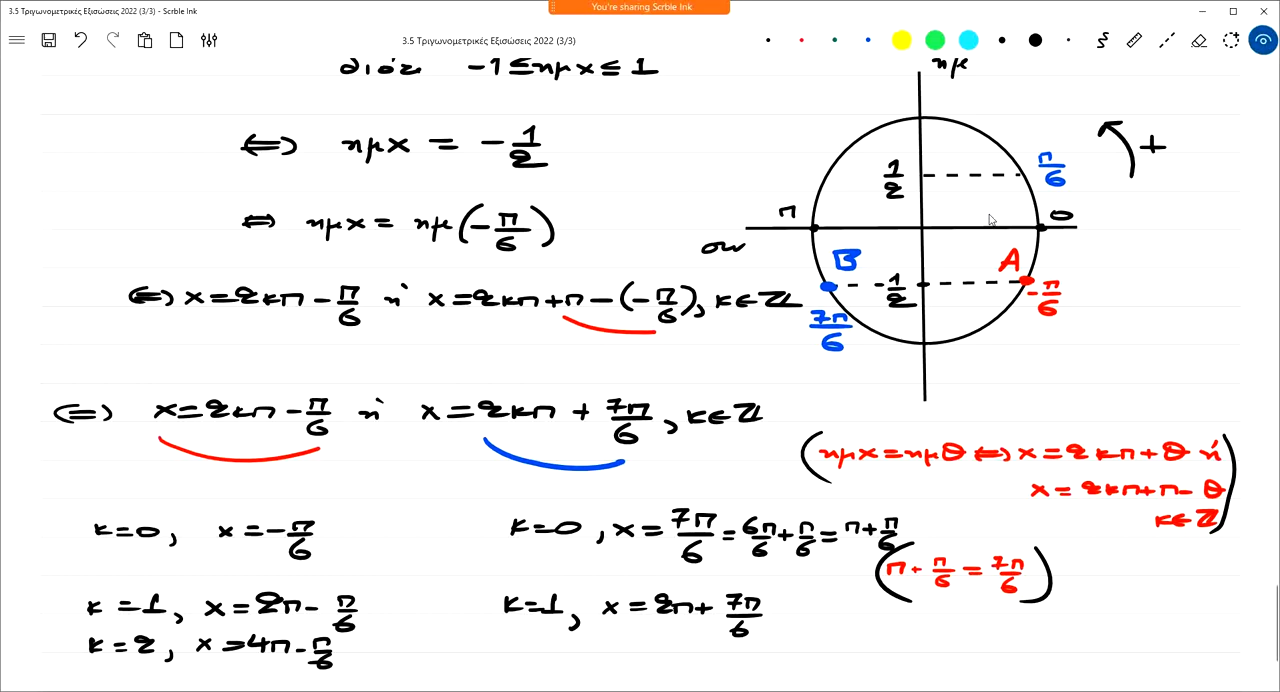 3.5 Τριγωνομετρικές Εξισώσεις 2022 (3/3) - Scrble Ink
You're sharing Scrble Ink
3.5 Τριγωνομετρικές Εξισώσεις 2022 (3/3)
διότι -1 ≤ ημx ≤ 1
⟺ ημx = -1/2
⟺ ημx = ημ(-π/6)
⟺ x = 2κπ - π/6 ή x = 2κπ + π - (-π/6), κ ∈ ℤ
⟺ x = 2κπ - π/6 ή x = 2κπ + 7π/6, κ ∈ ℤ
κ = 0, x = -π/6
κ = 1, x = 2π - π/6
κ = 2, x = 4π - π/6
κ = 0, x = 7π/6 = 6π/6 + π/6 = π + π/6
κ = 1, x = 2π + 7π/6
ημ
+
1/2
π/6
π
0
συν
B
A
-1/2
-π/6
7π/6
(ημx = ημθ ⟺ x = 2κπ + θ ή
x = 2κπ + π - θ
κ ∈ ℤ)
(π + π/6 = 7π/6)